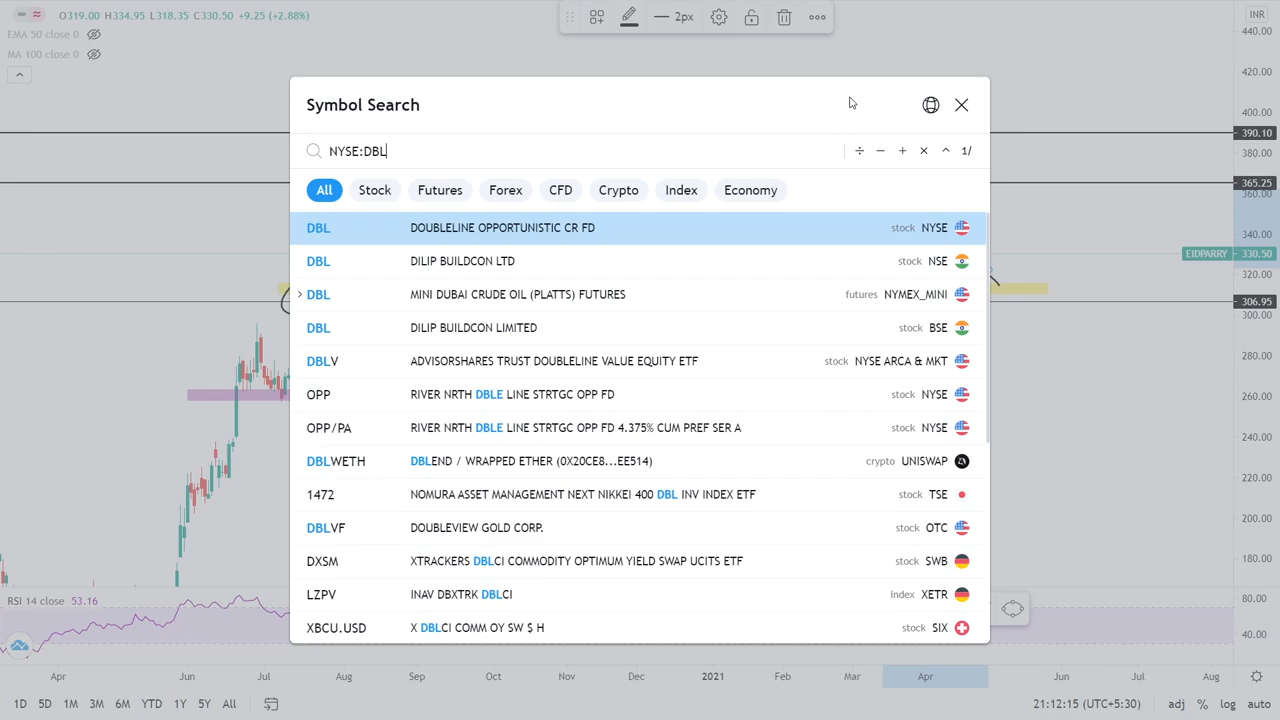 O319.00 H334.95 L318.35 C330.50 +9.25 (+2.88%)
2px
INR
EMA 50 close 0
MA 100 close 0
440.00
420.00
400.00
390.10
380.00
365.25
360.00
340.00
EIDPARRY 330.50
320.00
306.95
300.00
280.00
260.00
240.00
220.00
200.00
180.00
Symbol Search
NYSE:DBL
÷ − + × ^ 1/
All Stock Futures Forex CFD Crypto Index Economy
DBL DOUBLELINE OPPORTUNISTIC CR FD stock NYSE
DBL DILIP BUILDCON LTD stock NSE
DBL MINI DUBAI CRUDE OIL (PLATTS) FUTURES futures NYMEX_MINI
DBL DILIP BUILDCON LIMITED stock BSE
DBLV ADVISORSHARES TRUST DOUBLELINE VALUE EQUITY ETF stock NYSE ARCA & MKT
OPP RIVER NRTH DBLE LINE STRTGC OPP FD stock NYSE
OPP/PA RIVER NRTH DBLE LINE STRTGC OPP FD 4.375% CUM PREF SER A stock NYSE
DBLWETH DBLEND / WRAPPED ETHER (0X20CE8...EE514) crypto UNISWAP
1472 NOMURA ASSET MANAGEMENT NEXT NIKKEI 400 DBL INV INDEX ETF stock TSE
DBLVF DOUBLEVIEW GOLD CORP. stock OTC
DXSM XTRACKERS DBLCI COMMODITY OPTIMUM YIELD SWAP UCITS ETF stock SWB
LZPV INAV DBXTRK DBLCI index XETR
XBCU.USD X DBLCI COMM OY SW $ H stock SIX
RSI 14 close 53.16
80.00
40.00
Apr Jun Jul Aug Sep Oct Nov Dec 2021 Feb Mar Apr Jun Jul Aug
1D 5D 1M 3M 6M YTD 1Y 5Y All 21:12:15 (UTC+5:30) adj % log auto